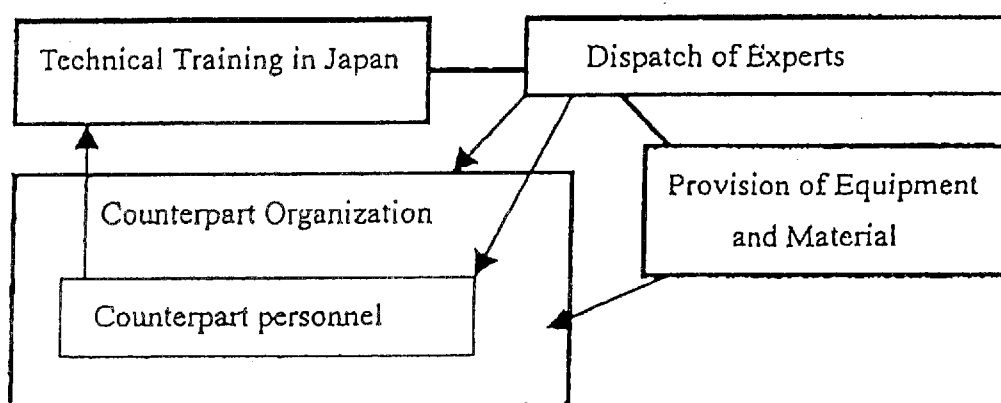 Technical Training in Japan
Dispatch of Experts
Provision of Equipment
and Material
Counterpart Organization
Counterpart personnel